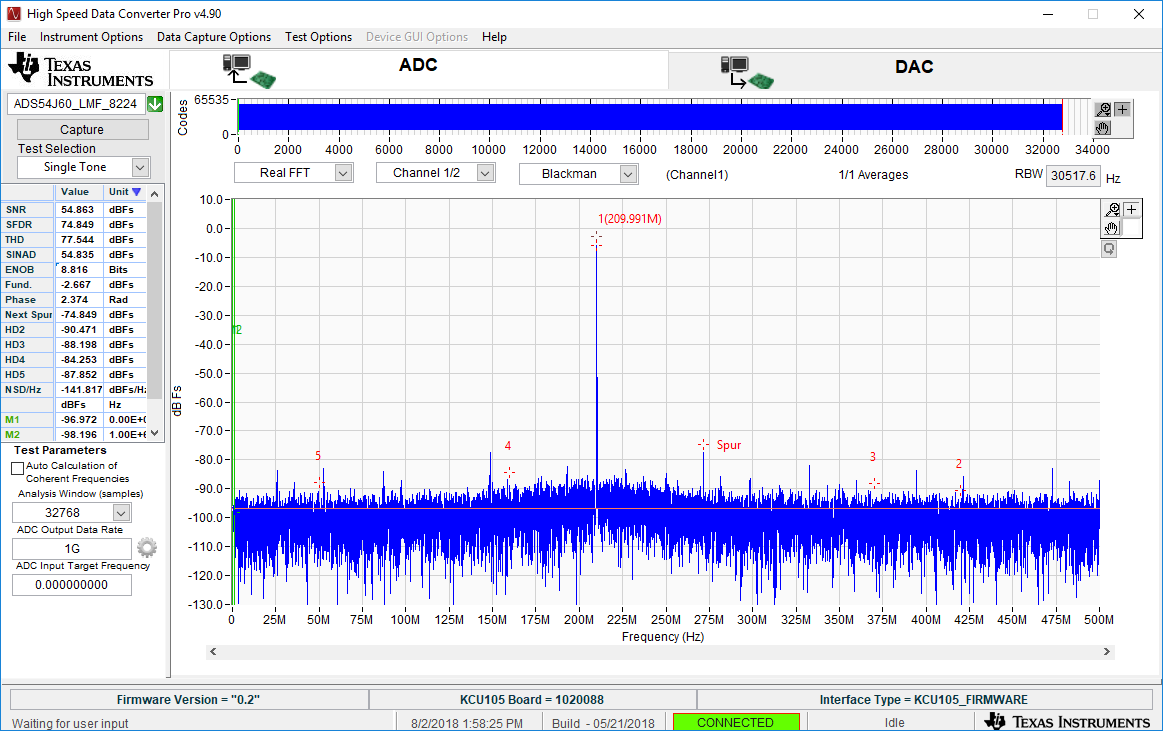 High Speed Data Converter Pro v4.90
File Instrument Options Data Capture Options Test Options Device GUI Options Help
TEXAS INSTRUMENTS
ADC
DAC
ADS54J60_LMF_8224
Capture
Test Selection
Single Tone
Codes
65535
0
0 2000 4000 6000 8000 10000 12000 14000 16000 18000 20000 22000 24000 26000 28000 30000 32000 34000
Real FFT Channel 1/2 Blackman (Channel1) 1/1 Averages RBW 30517.6 Hz
Value Unit
SNR 54.863 dBFs
SFDR 74.849 dBFs
THD 77.544 dBFs
SINAD 54.835 dBFs
ENOB 8.816 Bits
Fund. -2.667 dBFs
Phase 2.374 Rad
Next Spur -74.849 dBFs
HD2 -90.471 dBFs
HD3 -88.198 dBFs
HD4 -84.253 dBFs
HD5 -87.852 dBFs
NSD/Hz -141.817 dBFs/Hz
dBFs Hz
M1 -96.972 0.00E+0
M2 -98.196 1.00E+6
Test Parameters
Auto Calculation of
Coherent Frequencies
Analysis Window (samples)
32768
ADC Output Data Rate
1G
ADC Input Target Frequency
0.000000000
dB Fs
10.0
0.0
-10.0
-20.0
-30.0
-40.0
-50.0
-60.0
-70.0
-80.0
-90.0
-100.0
-110.0
-120.0
-130.0
1(209.991M)
5
4
Spur
3
2
0 25M 50M 75M 100M 125M 150M 175M 200M 225M 250M 275M 300M 325M 350M 375M 400M 425M 450M 475M 500M
Frequency (Hz)
Firmware Version = "0.2" KCU105 Board = 1020088 Interface Type = KCU105_FIRMWARE
Waiting for user input 8/2/2018 1:58:25 PM Build - 05/21/2018 CONNECTED Idle TEXAS INSTRUMENTS